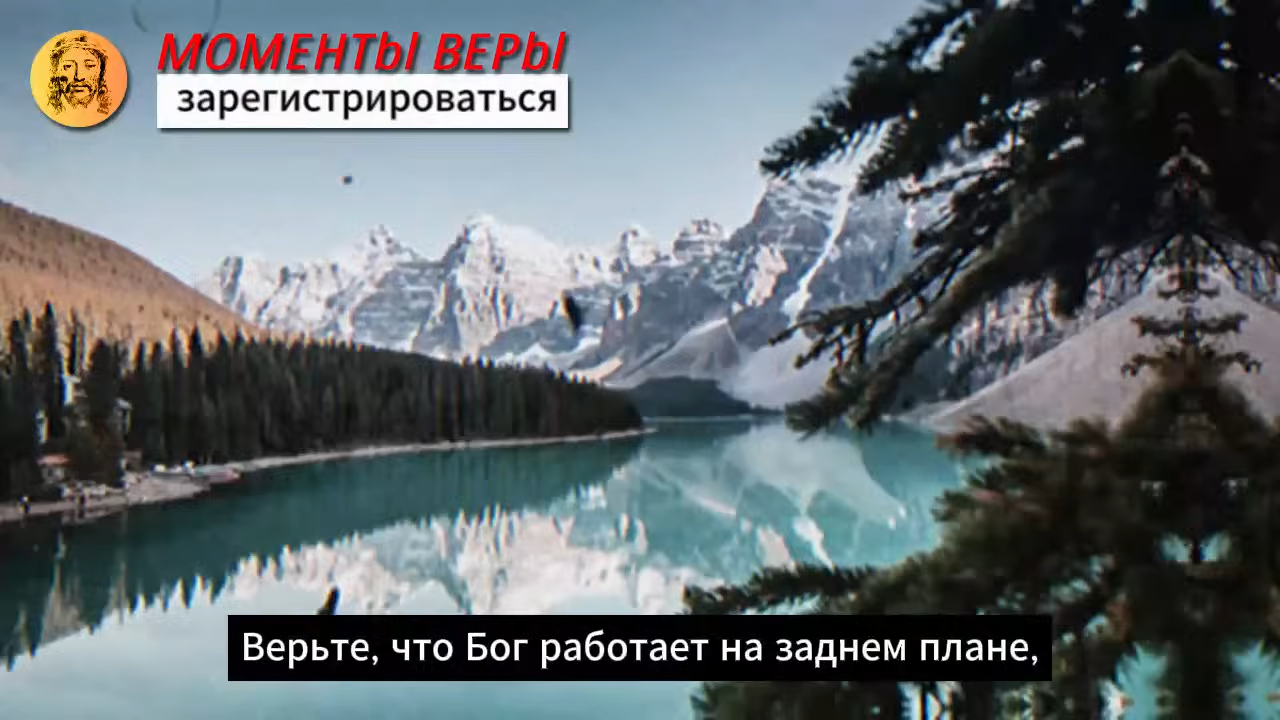 МОМЕНТЫ ВЕРЫ
зарегистрироваться
Верьте, что Бог работает на заднем плане,